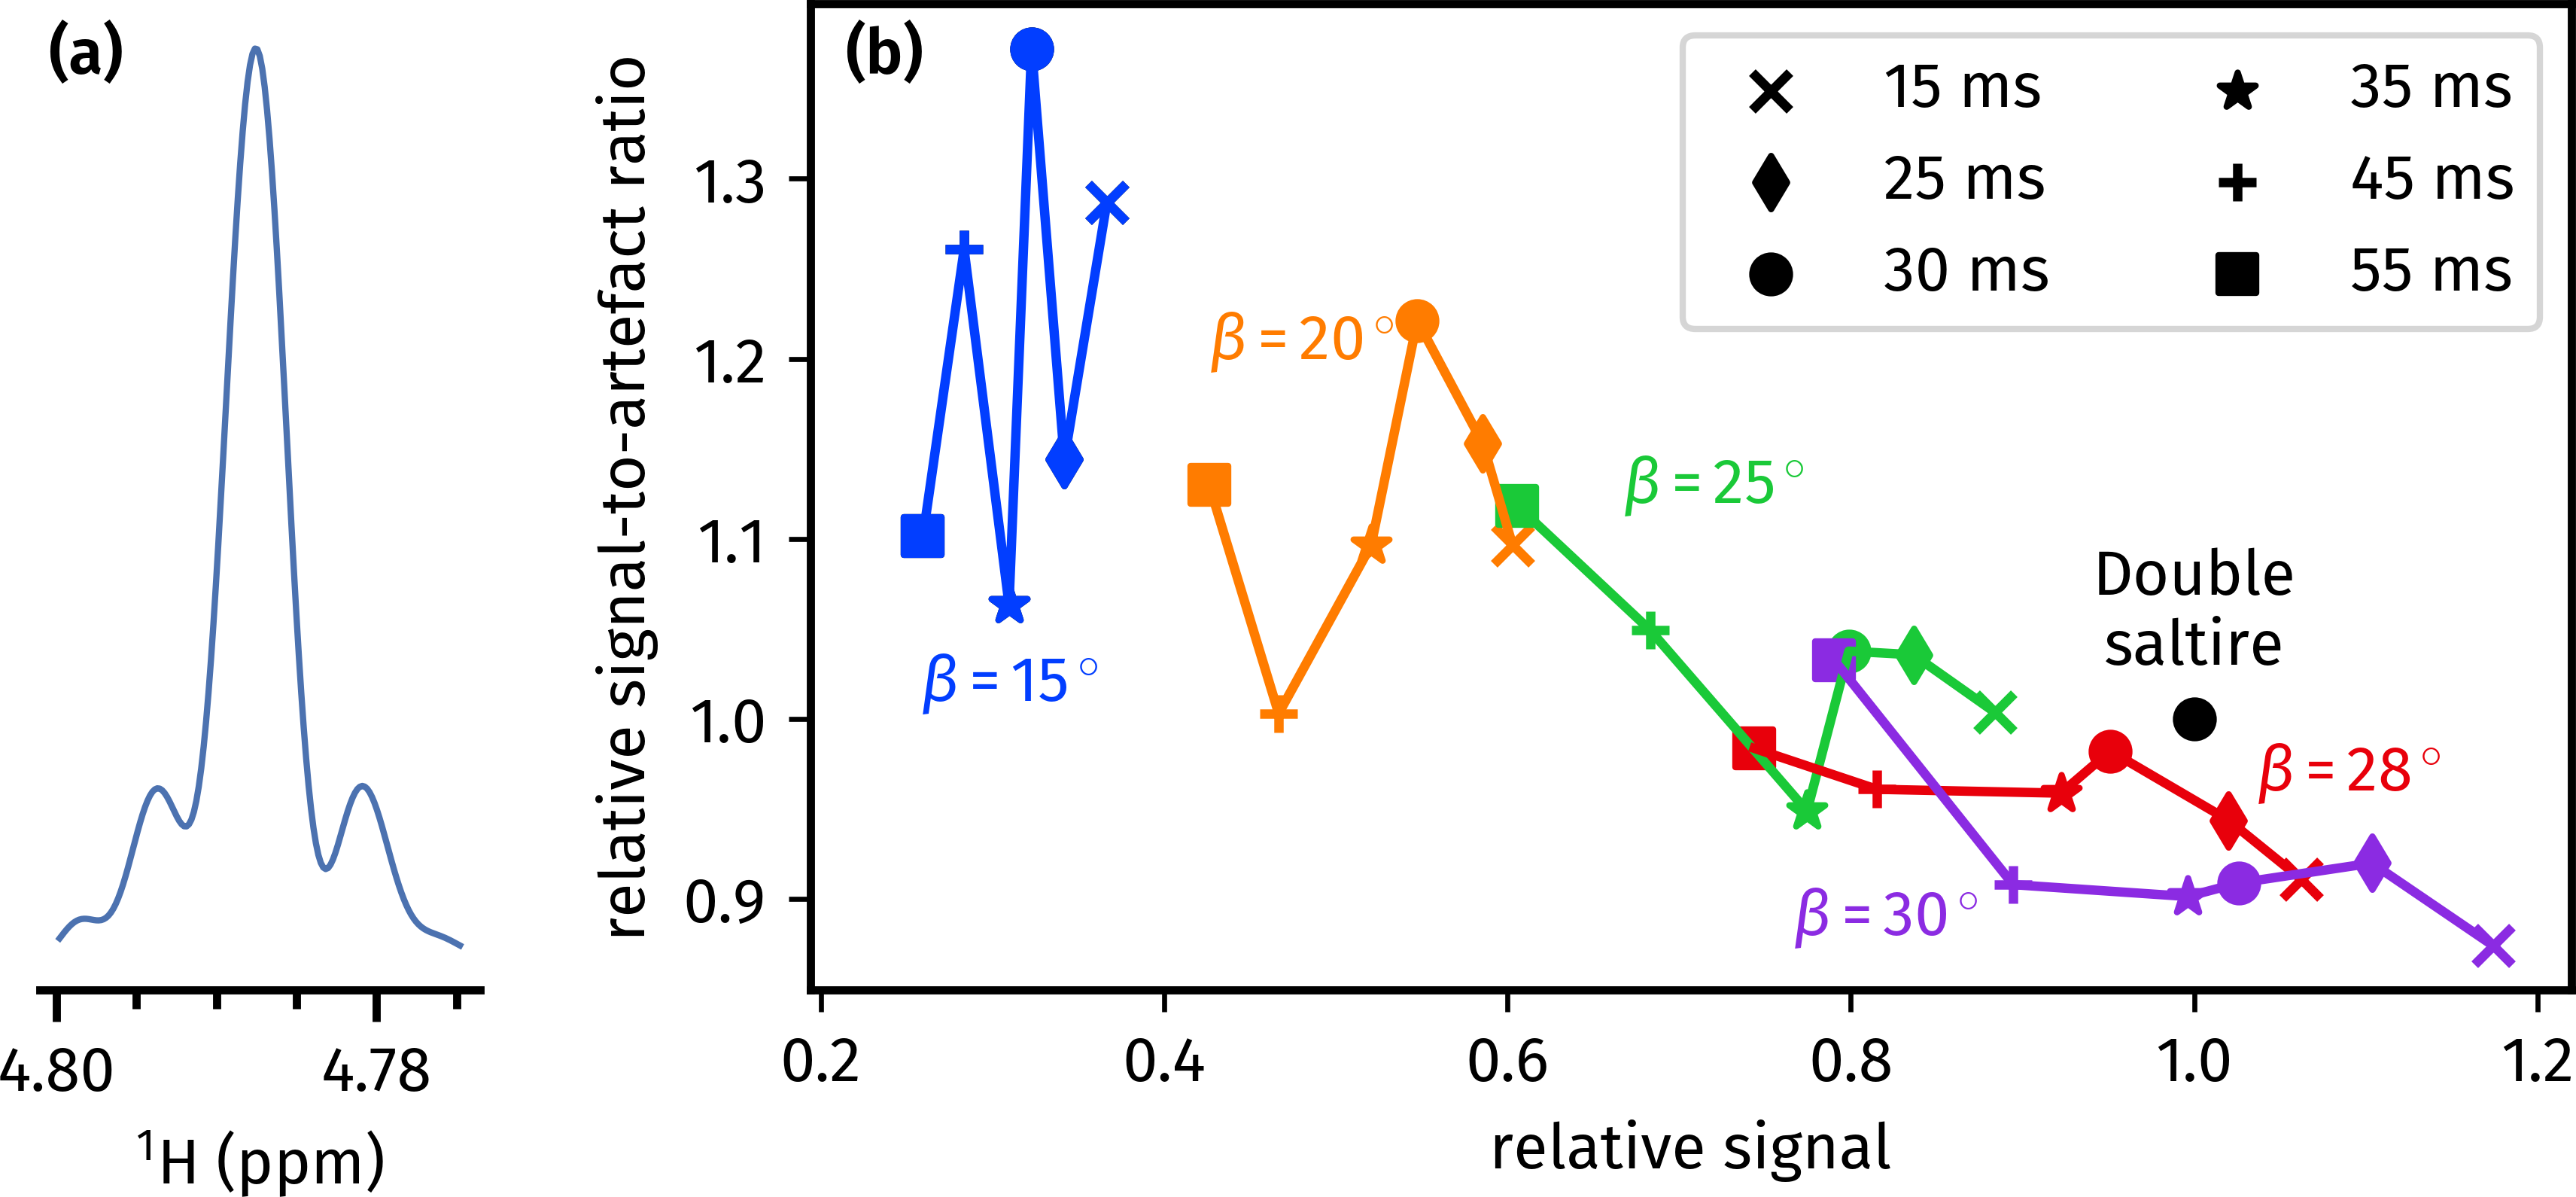 (a)
4.80 4.78
¹H (ppm)
(b)
relative signal-to-artefact ratio
1.3
1.2
1.1
1.0
0.9
15 ms 35 ms
25 ms 45 ms
30 ms 55 ms
β = 20°
β = 25°
Double
saltire
β = 15°
β = 28°
β = 30°
0.2 0.4 0.6 0.8 1.0 1.2
relative signal